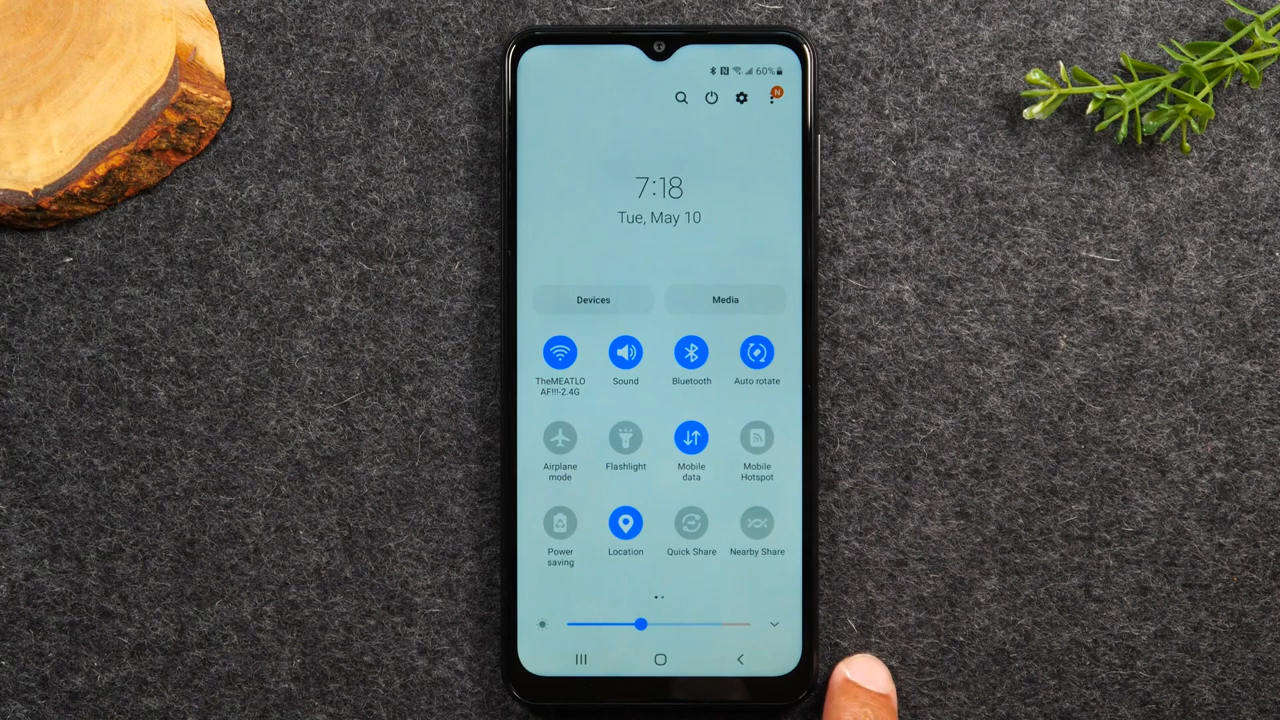 60%
N
7:18
Tue, May 10
Devices Media
TheMEATLO Sound Bluetooth Auto rotate
AF!!!-2.4G
Airplane Flashlight Mobile Mobile
mode data Hotspot
Power Location Quick Share Nearby Share
saving